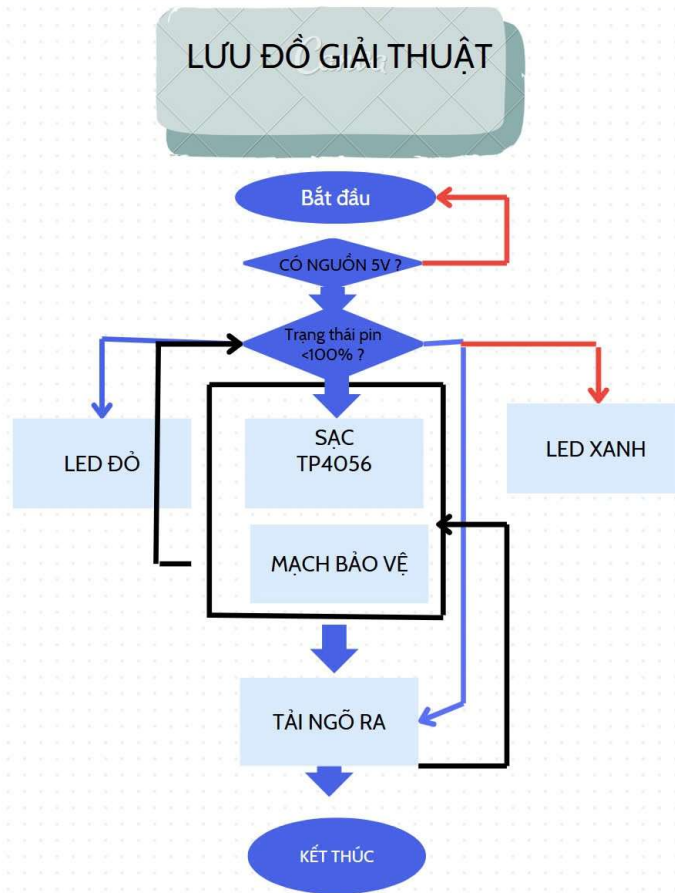 LƯU ĐỒ GIẢI THUẬT
Canva
Bắt đầu
CÓ NGUỒN 5V ?
Trạng thái pin
<100% ?
LED ĐỎ
SẠC
TP4056
LED XANH
MẠCH BẢO VỆ
TẢI NGÕ RA
KẾT THÚC